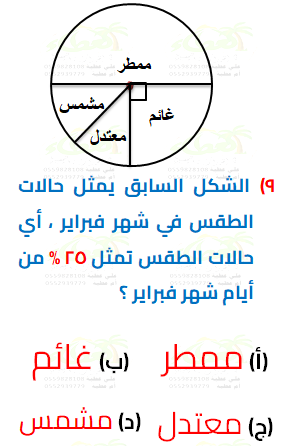 ممطر
مشمس
غائم
معتدل
٩) الشكل السابق يمثل حالات
الطقس في شهر فبراير ، أي
حالات الطقس تمثل ٢٥ % من
أيام شهر فبراير ؟
(أ) ممطر (ب) غائم
(ج) معتدل (د) مشمس